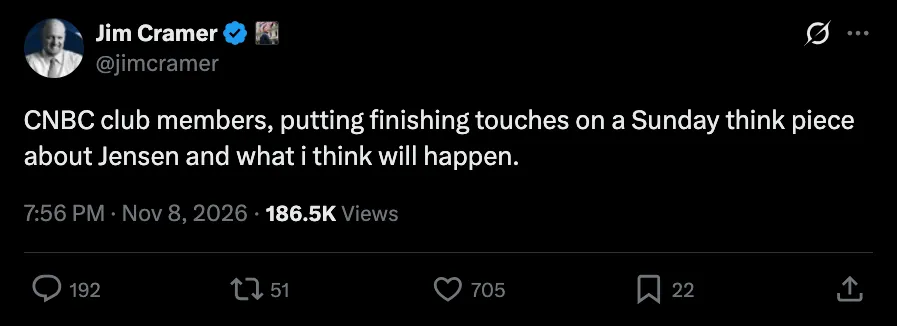 Jim Cramer
@jimcramer
CNBC club members, putting finishing touches on a Sunday think piece
about Jensen and what i think will happen.
7:56 PM · Nov 8, 2026 · 186.5K Views
192 51 705 22